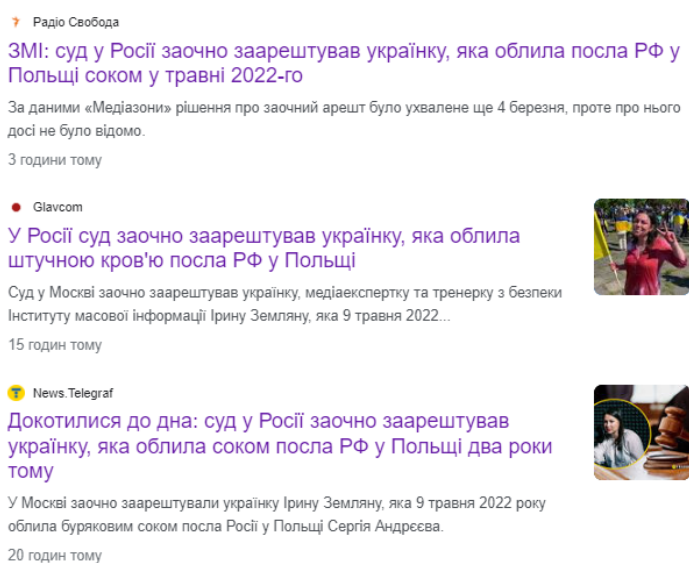 Радіо Свобода
ЗМІ: суд у Росії заочно заарештував українку, яка облила посла РФ у
Польщі соком у травні 2022-го
За даними «Медіазони» рішення про заочний арешт було ухвалене ще 4 березня, проте про нього
досі не було відомо.
3 години тому
Glavcom
У Росії суд заочно заарештував українку, яка облила
штучною кров'ю посла РФ у Польщі
Суд у Москві заочно заарештував українку, медіаекспертку та тренерку з безпеки
Інституту масової інформації Ірину Земляну, яка 9 травня 2022...
15 годин тому
News.Telegraf
Докотилися до дна: суд у Росії заочно заарештував
українку, яка облила соком посла РФ у Польщі два роки
тому
У Москві заочно заарештували українку Ірину Земляну, яка 9 травня 2022 року
облила буряковим соком посла Росії у Польщі Сергія Андрєєва.
20 годин тому